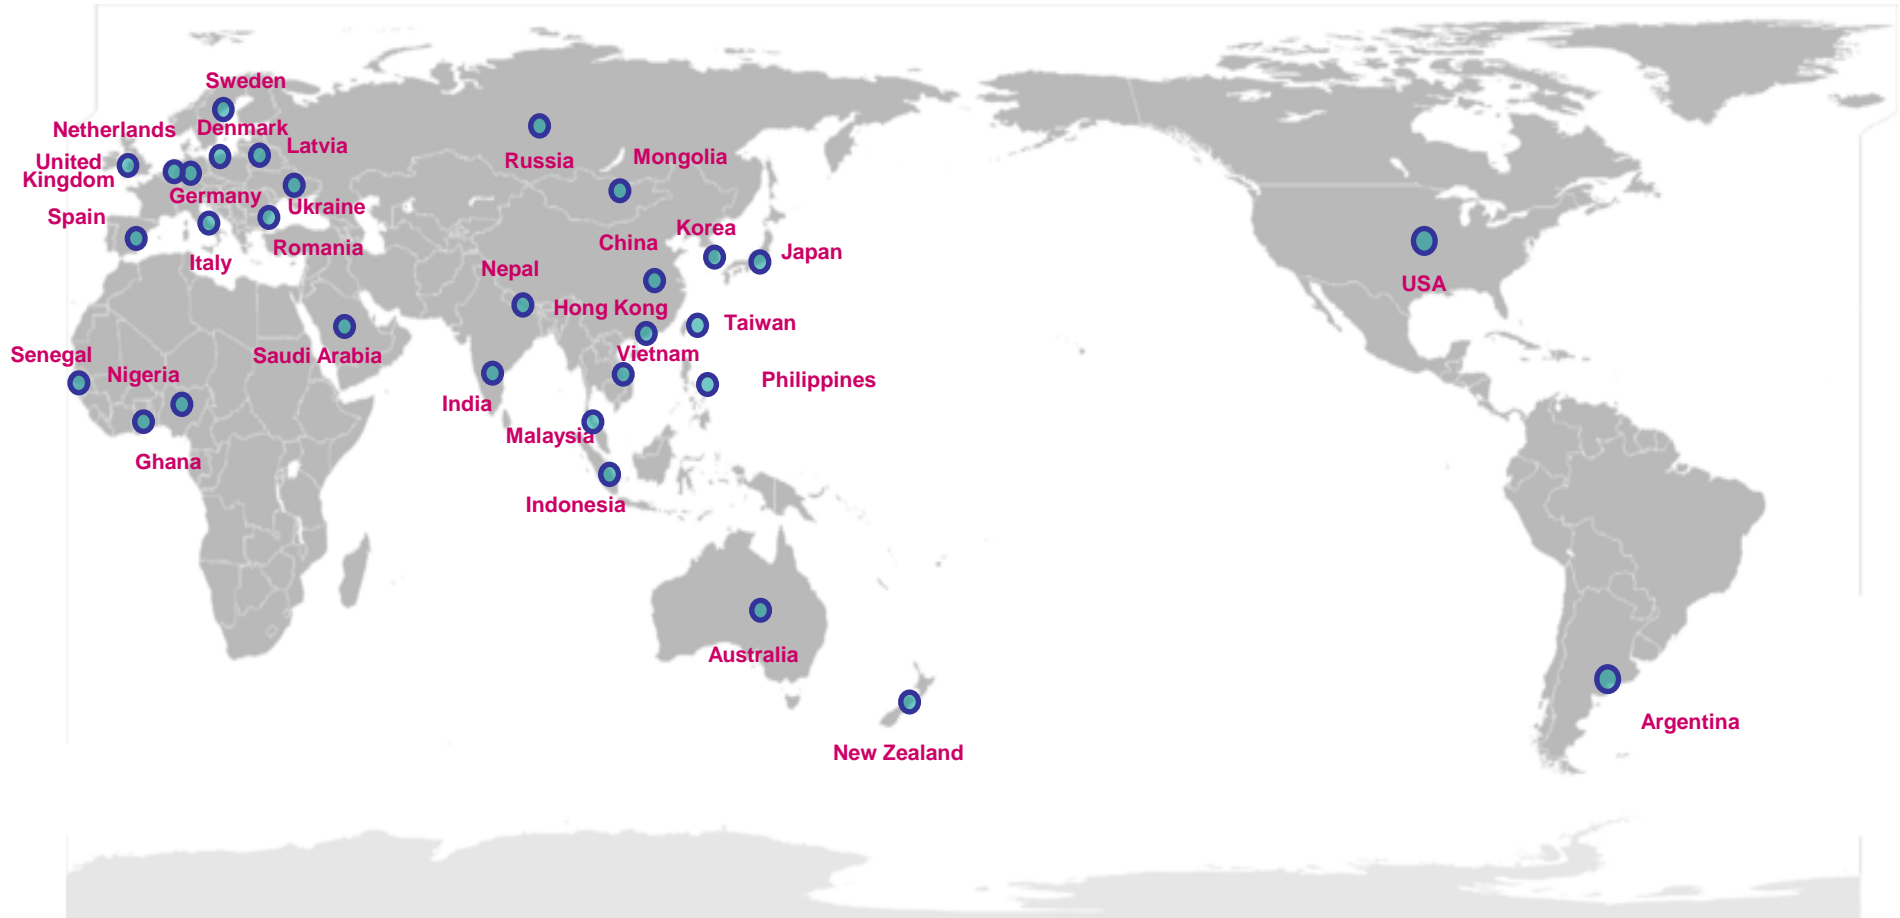 Sweden
Netherlands
Denmark
Latvia
United
Kingdom
Germany
Ukraine
Spain
Romania
Italy
Russia
Mongolia
Korea
China
Japan
Nepal
Hong Kong
Taiwan
USA
Senegal
Nigeria
Saudi Arabia
Vietnam
Philippines
India
Malaysia
Ghana
Indonesia
Australia
New Zealand
Argentina